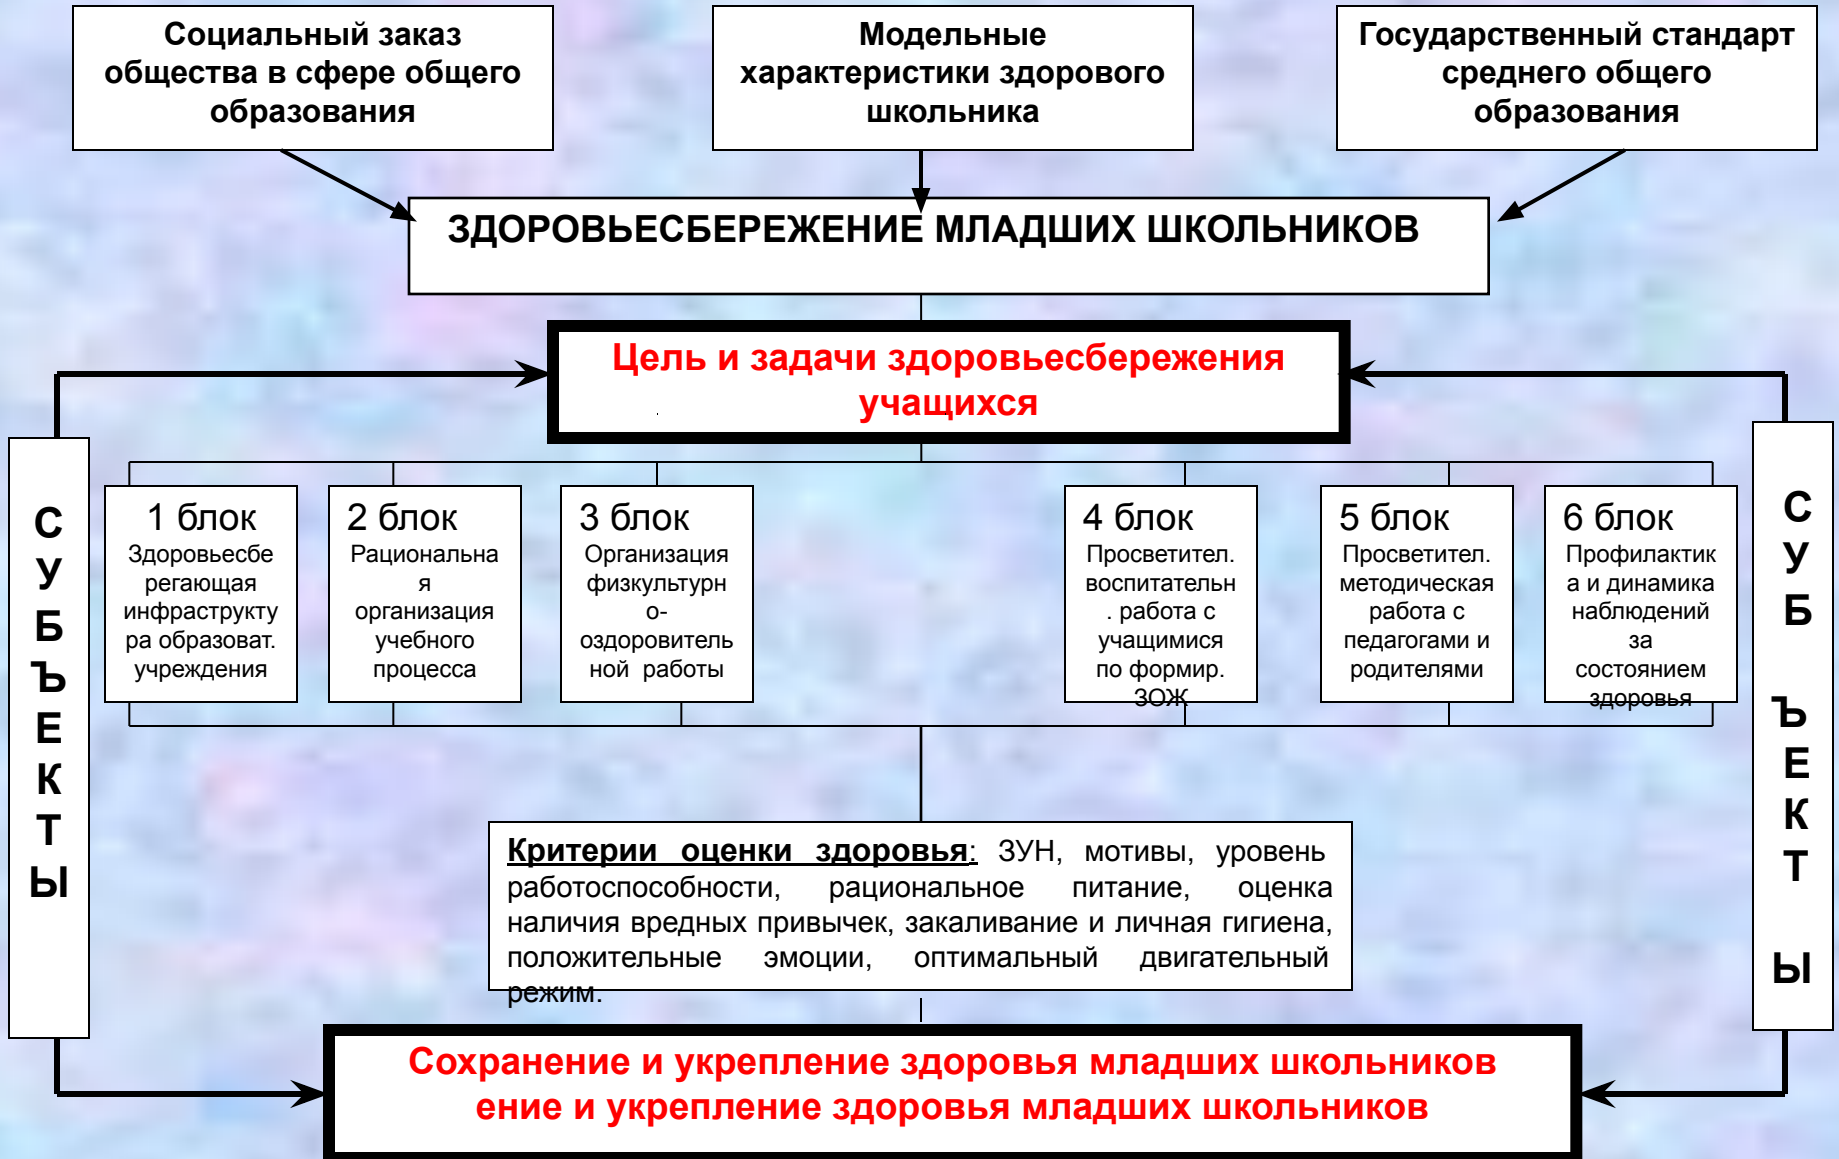 Социальный заказ
общества в сфере общего
образования
Модельные
характеристики здорового
школьника
Государственный стандарт
среднего общего
образования
ЗДОРОВЬЕСБЕРЕЖЕНИЕ МЛАДШИХ ШКОЛЬНИКОВ
Цель и задачи здоровьесбережения
учащихся
.
С
У
Б
Ъ
Е
К
Т
Ы
1 блок
Здоровьесбе
регающая
инфраструкту
ра образоват.
учреждения
2 блок
Рациональна
я
организация
учебного
процесса
3 блок
Организация
физкультурн
о-
оздоровитель
ной работы
4 блок
Просветител.
воспитательн
. работа с
учащимися
по формир.
ЗОЖ
5 блок
Просветител.
методическая
работа с
педагогами и
родителями
6 блок
Профилактик
а и динамика
наблюдений
за
состоянием
здоровья
С
У
Б
Ъ
Е
К
Т
Ы
Критерии оценки здоровья: ЗУН, мотивы, уровень
работоспособности, рациональное питание, оценка
наличия вредных привычек, закаливание и личная гигиена,
положительные эмоции, оптимальный двигательный
режим.
Сохранение и укрепление здоровья младших школьников
ение и укрепление здоровья младших школьников